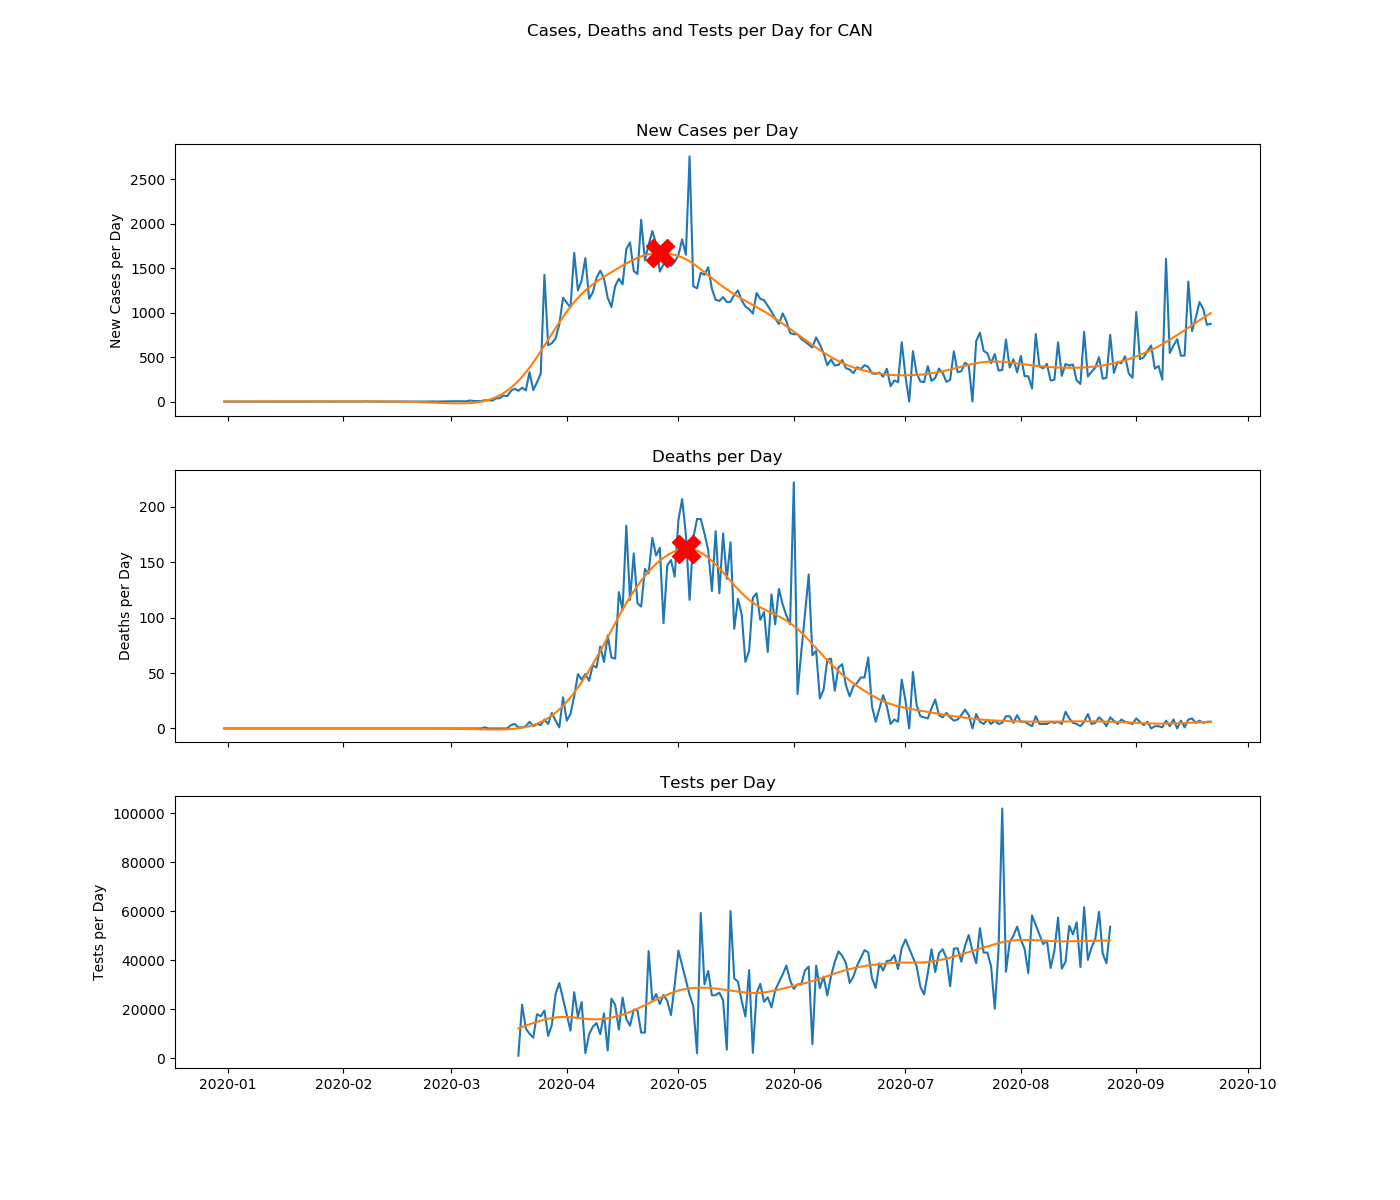 Cases, Deaths and Tests per Day for CAN
New Cases per Day
New Cases per Day
2500
2000
1500
1000
500
0
Deaths per Day
Deaths per Day
200
150
100
50
0
Tests per Day
Tests per Day
100000
80000
60000
40000
20000
0
2020-01 2020-02 2020-03 2020-04 2020-05 2020-06 2020-07 2020-08 2020-09 2020-10